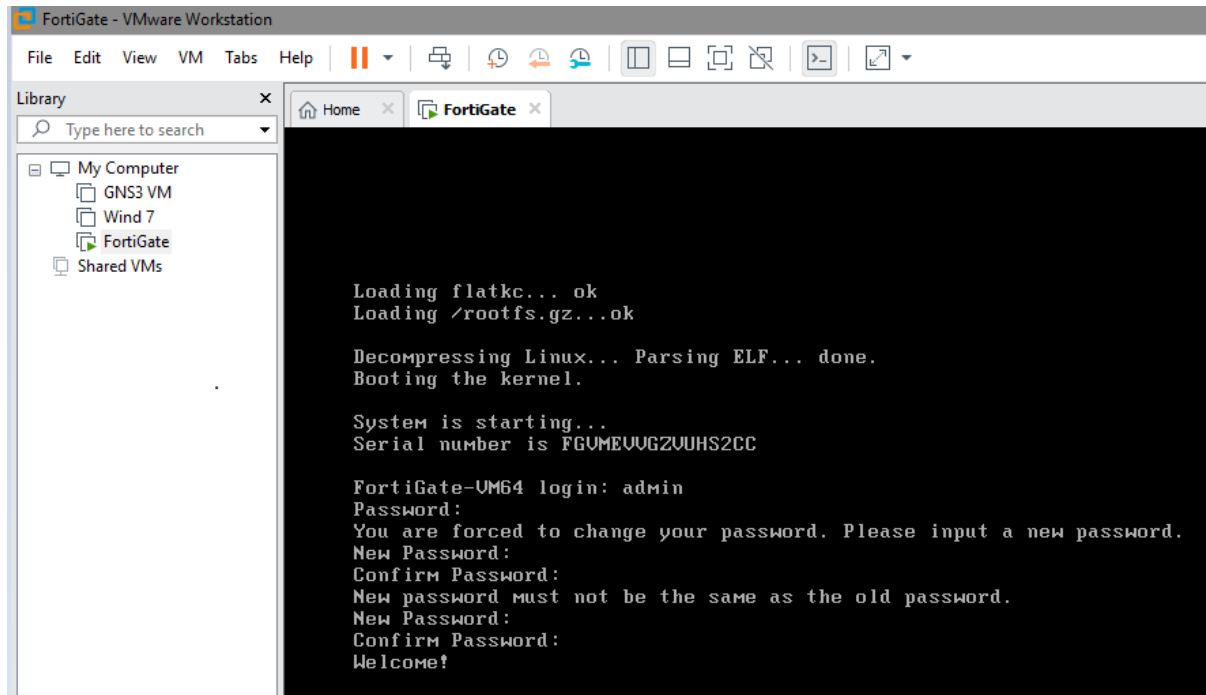 FortiGate - VMware Workstation
File Edit View VM Tabs Help
Library
Type here to search
My Computer
GNS3 VM
Wind 7
FortiGate
Shared VMs
Home
FortiGate
Loading flatkc... ok
Loading /rootfs.gz...ok
Decompressing Linux... Parsing ELF... done.
Booting the kernel.
System is starting...
Serial number is FGVMEVVGZVUHS2CC
FortiGate-VM64 login: admin
Password:
You are forced to change your password. Please input a new password.
New Password:
Confirm Password:
New password must not be the same as the old password.
New Password:
Confirm Password:
Welcome!